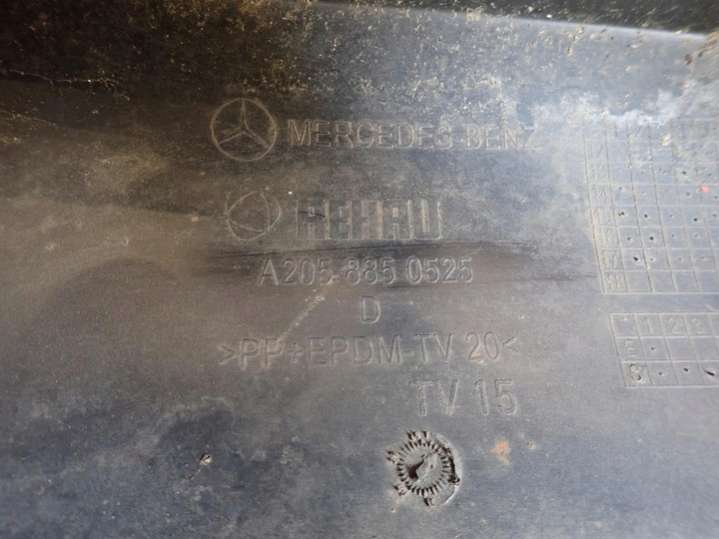 MERCEDES-BENZ
REHAU
A205 885 0525
D
>PP+EPDM-TV 20<
TV 15